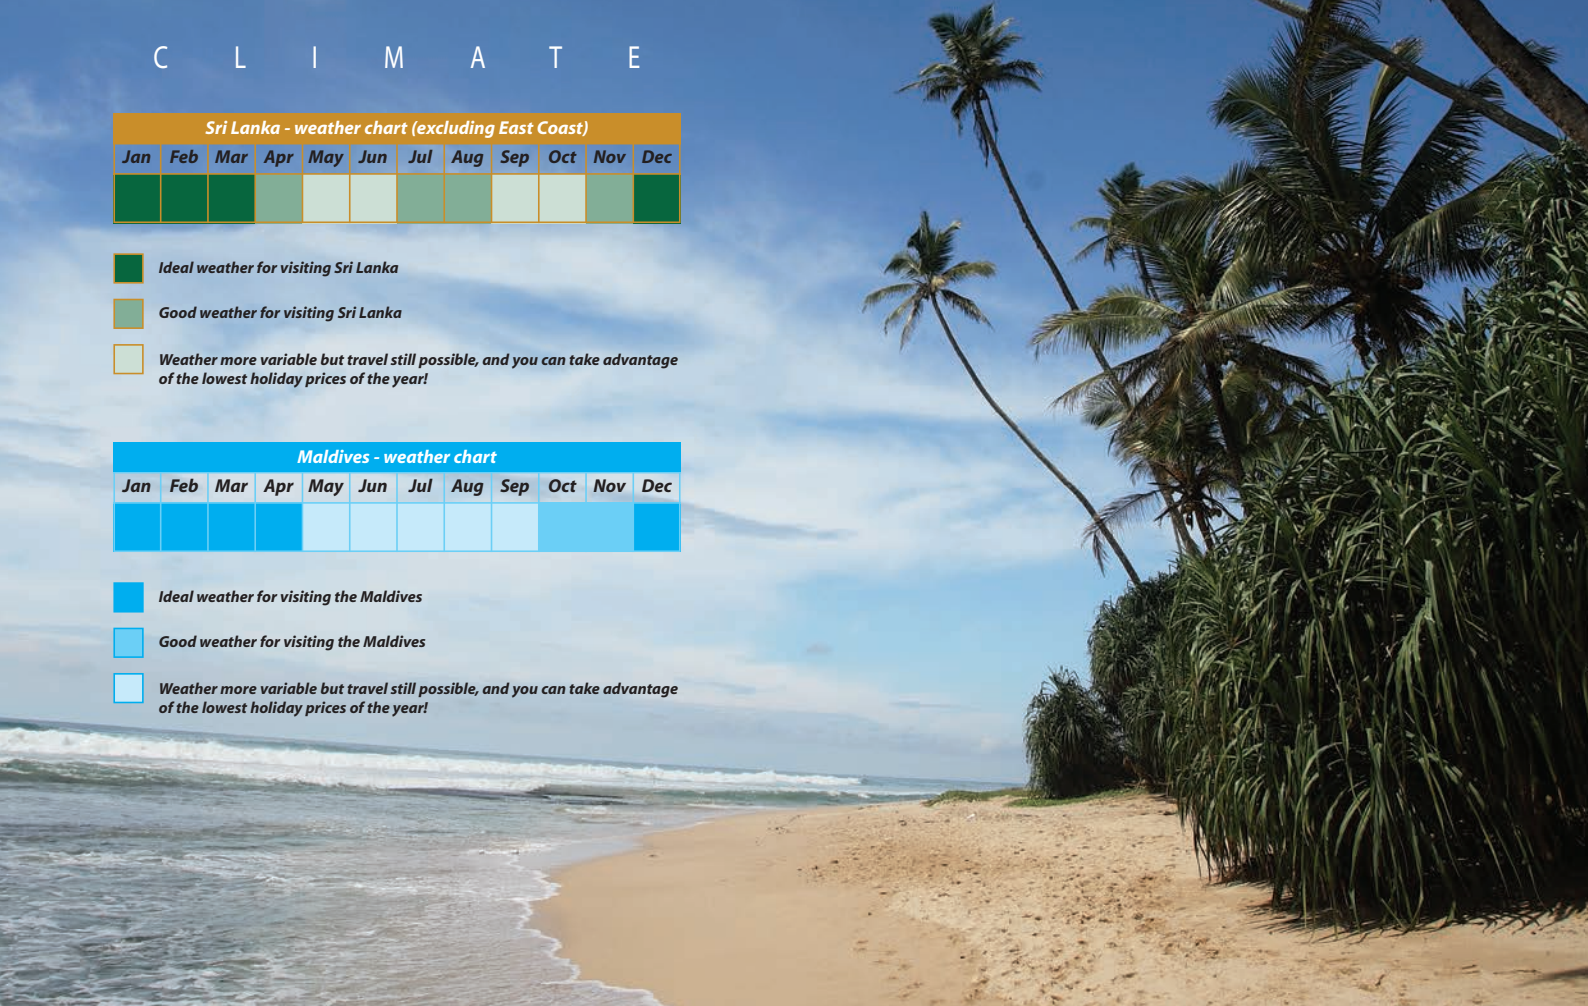 C L I M A T E
Sri Lanka - weather chart (excluding East Coast)
Jan Feb Mar Apr May Jun Jul Aug Sep Oct Nov Dec
Ideal weather for visiting Sri Lanka
Good weather for visiting Sri Lanka
Weather more variable but travel still possible, and you can take advantage
of the lowest holiday prices of the year!
Maldives - weather chart
Jan Feb Mar Apr May Jun Jul Aug Sep Oct Nov Dec
Ideal weather for visiting the Maldives
Good weather for visiting the Maldives
Weather more variable but travel still possible, and you can take advantage
of the lowest holiday prices of the year!